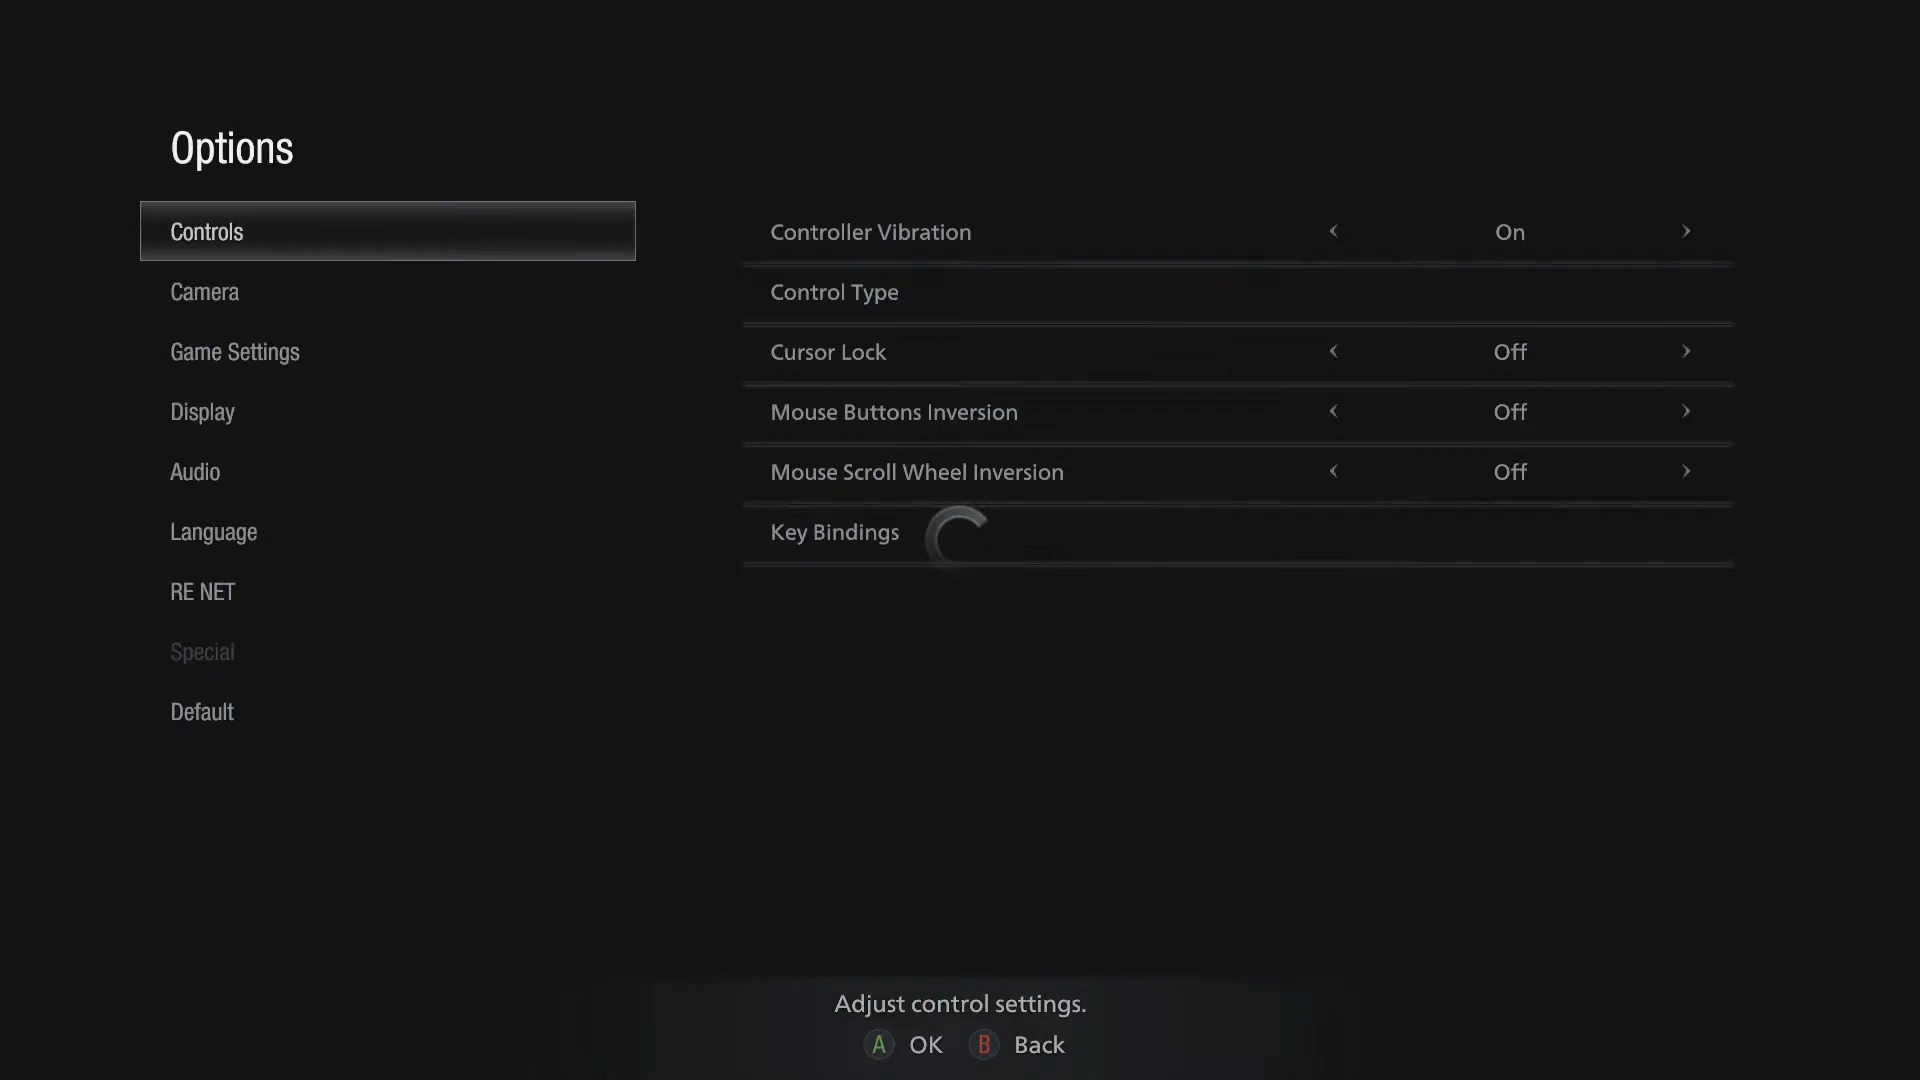 Options
Controls
Camera
Game Settings
Display
Audio
Language
RE NET
Special
Default
Controller Vibration On
Control Type
Cursor Lock Off
Mouse Buttons Inversion Off
Mouse Scroll Wheel Inversion Off
Key Bindings
Adjust control settings.
A OK B Back